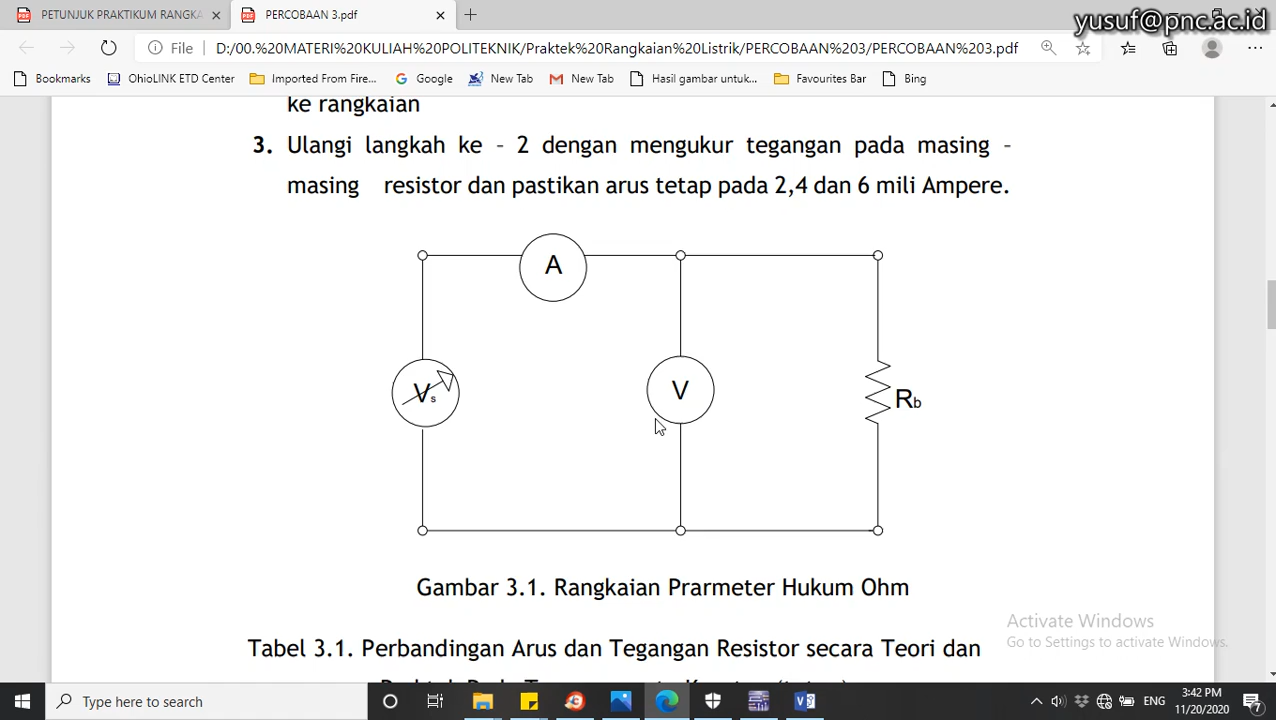 PETUNJUK PRAKTIKUM RANGKA
PERCOBAAN 3.pdf
yusuf@pnc.ac.id
File
D:/00.%20MATERI%20KULIAH%20POLITEKNIK/Praktek%20Rangkaian%20Listrik/PERCOBAAN%203/PERCOBAAN%203.pdf
Bookmarks OhioLINK ETD Center Imported From Fire... Google New Tab New Tab Hasil gambar untuk... Favourites Bar Bing
ke rangkaian
3. Ulangi langkah ke – 2 dengan mengukur tegangan pada masing –
masing resistor dan pastikan arus tetap pada 2,4 dan 6 mili Ampere.
A
Vs
V
Rb
Gambar 3.1. Rangkaian Prarmeter Hukum Ohm
Activate Windows
Go to Settings to activate Windows.
Tabel 3.1. Perbandingan Arus dan Tegangan Resistor secara Teori dan
Type here to search
ENG
3:42 PM
11/20/2020
7